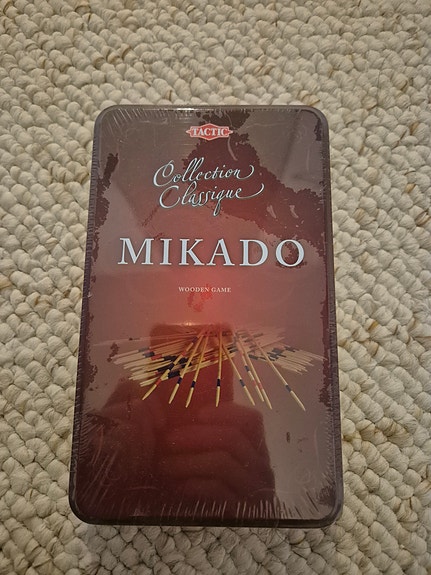 TACTIC
Collection
Classique
MIKADO
WOODEN GAME